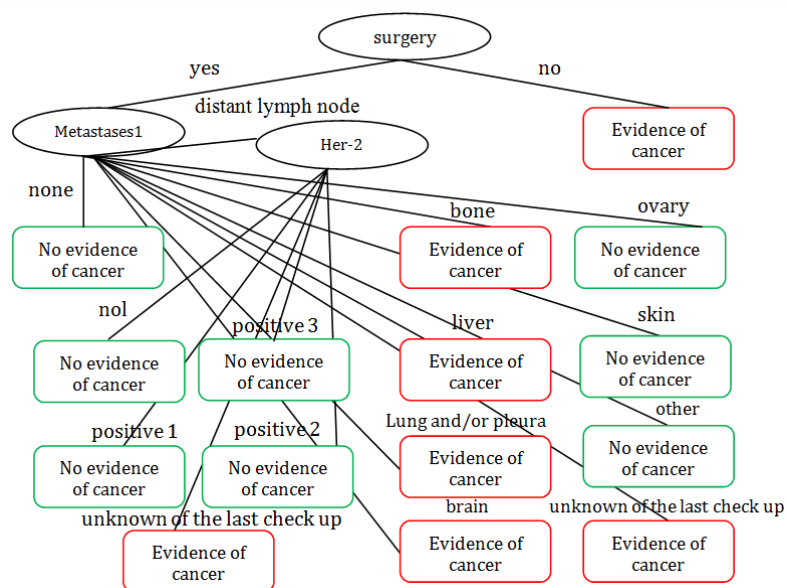 surgery
yes
no
distant lymph node
Metastases1
Her-2
Evidence of
cancer
none
bone
ovary
No evidence
of cancer
Evidence of
cancer
No evidence
of cancer
nol
positive 3
liver
skin
No evidence
of cancer
No evidence
of cancer
Evidence of
cancer
No evidence
of cancer
positive 1
positive 2
Lung and/or pleura
other
No evidence
of cancer
No evidence
of cancer
Evidence of
cancer
No evidence
of cancer
unknown of the last check up
brain
unknown of the last check up
Evidence of
cancer
Evidence of
cancer
Evidence of
cancer